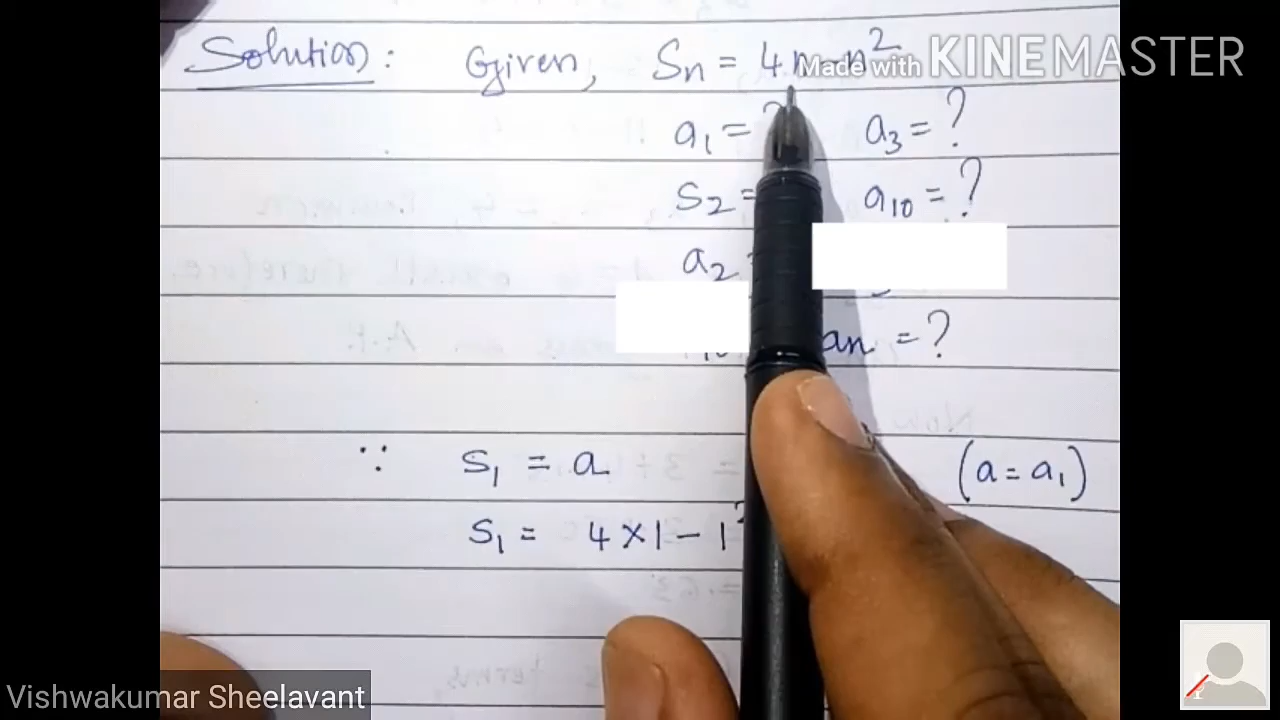 Solution: Given, Sn = 4n - n²
Made with KINEMASTER
a₁ = ? a₃ = ?
S₂ = a₁₀ = ?
a₂ =
an = ?
∵ S₁ = a (a = a₁)
S₁ = 4 × 1 - 1²
Vishwakumar Sheelavant